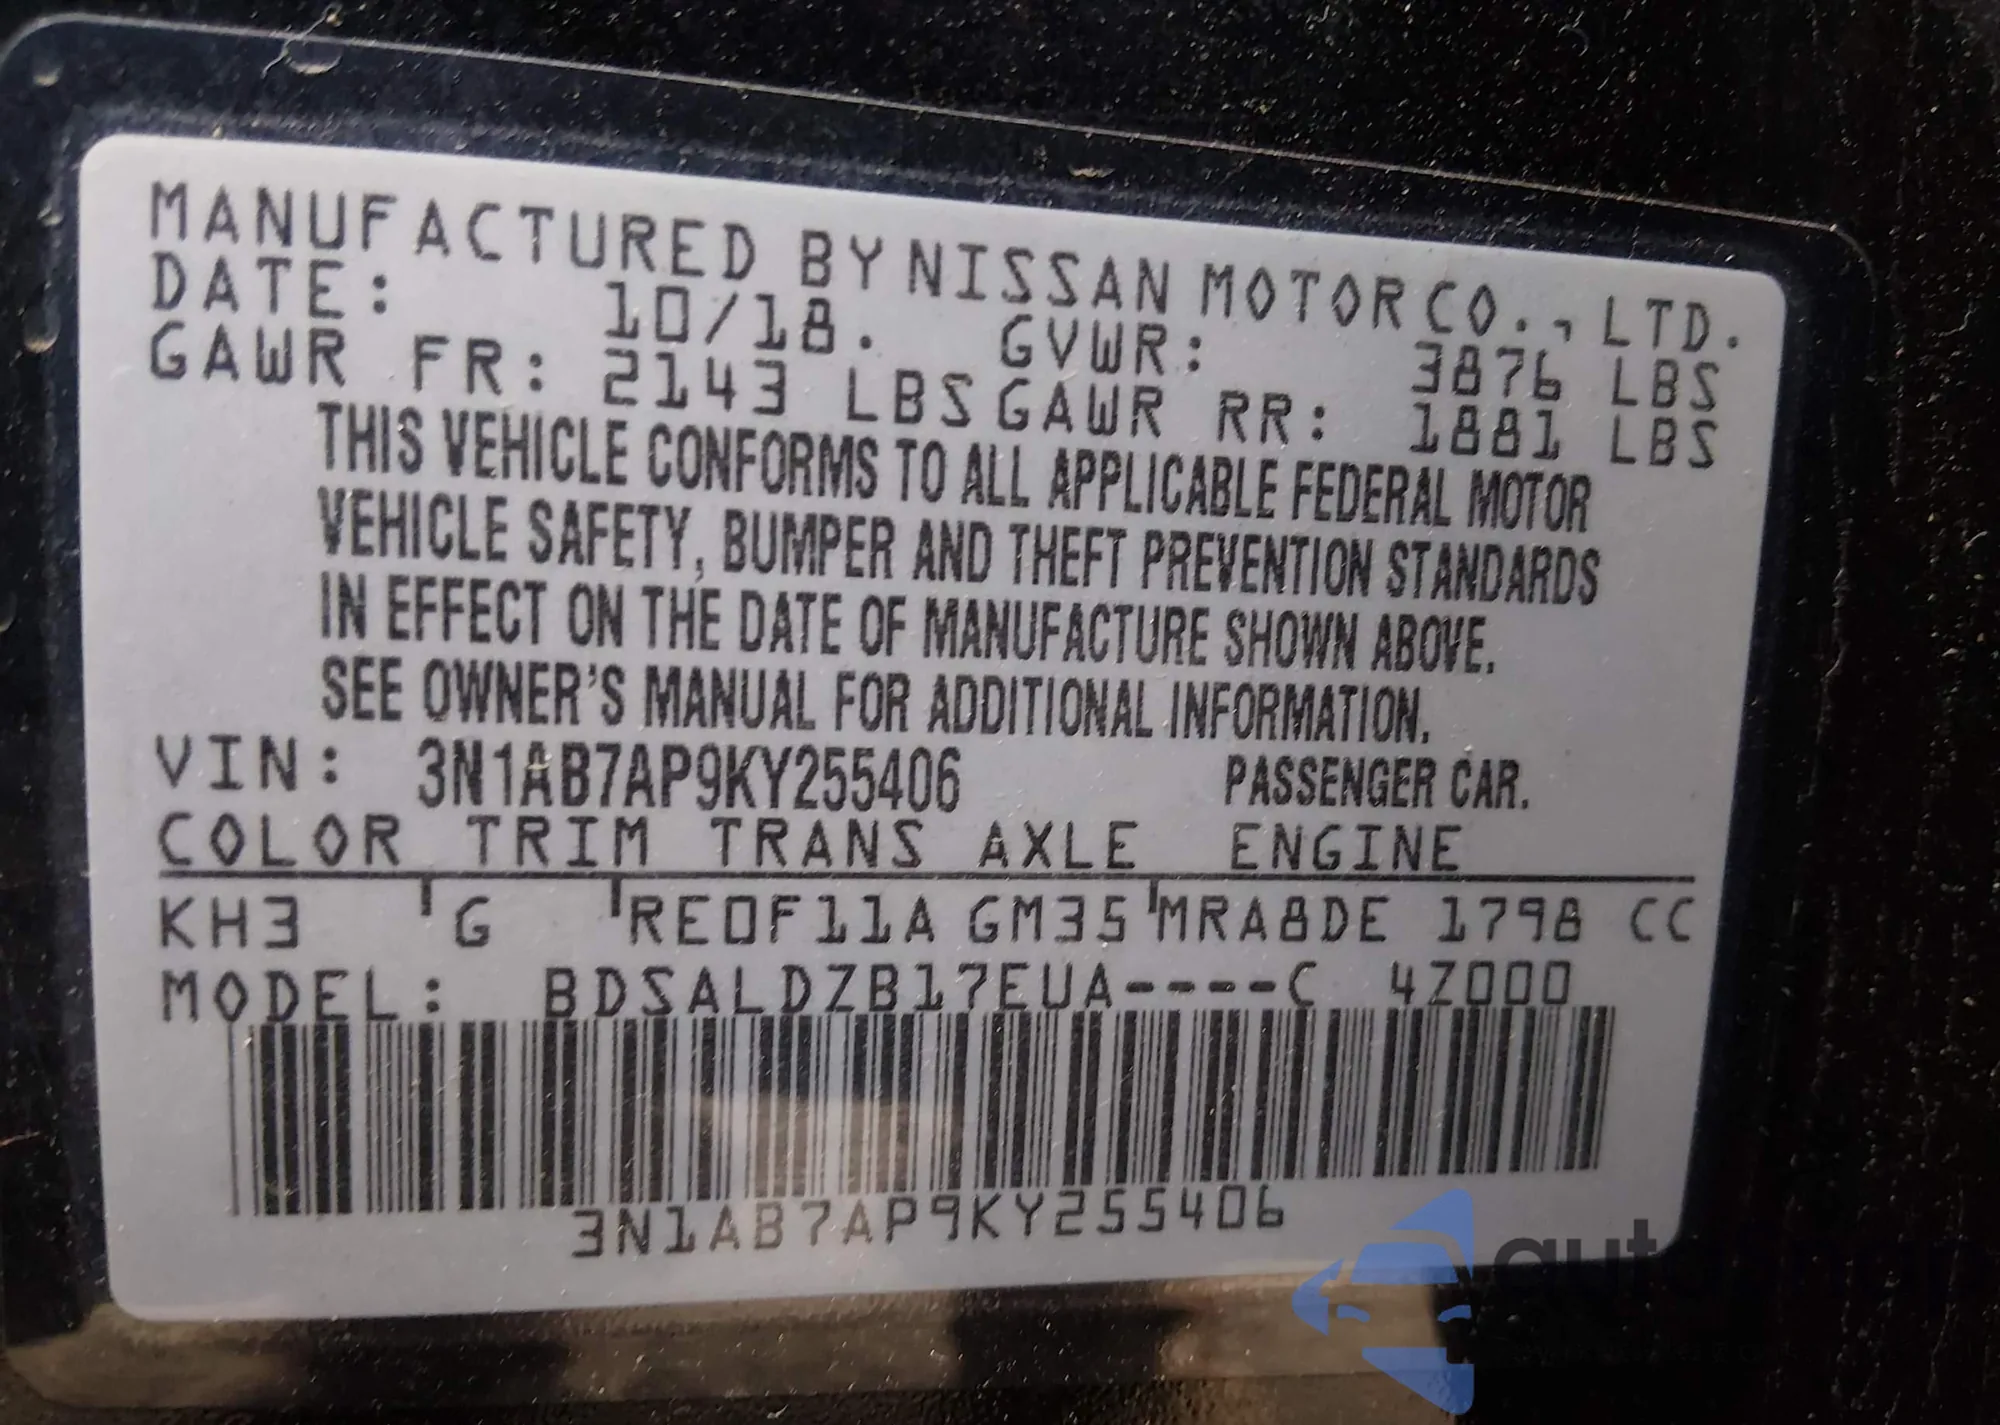 MANUFACTURED BY NISSAN MOTOR CO., LTD.
DATE: 10/18. GVWR: 3876 LBS
GAWR FR: 2143 LBS GAWR RR: 1881 LBS
THIS VEHICLE CONFORMS TO ALL APPLICABLE FEDERAL MOTOR
VEHICLE SAFETY, BUMPER AND THEFT PREVENTION STANDARDS
IN EFFECT ON THE DATE OF MANUFACTURE SHOWN ABOVE.
SEE OWNER'S MANUAL FOR ADDITIONAL INFORMATION.
VIN: 3N1AB7AP9KY255406 PASSENGER CAR.
COLOR TRIM TRANS AXLE ENGINE
KH3 G RE0F11A GM35 MRA8DE 1798 CC
MODEL: BDSALDZB17EUA----C 4Z000
3N1AB7AP9KY255406